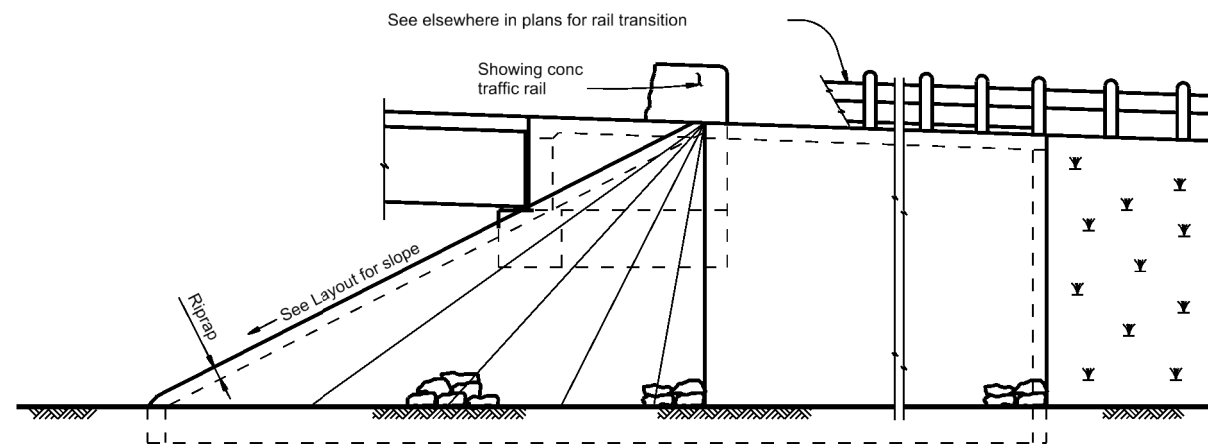 See elsewhere in plans for rail transition
Showing conc
traffic rail
See Layout for slope
Riprap